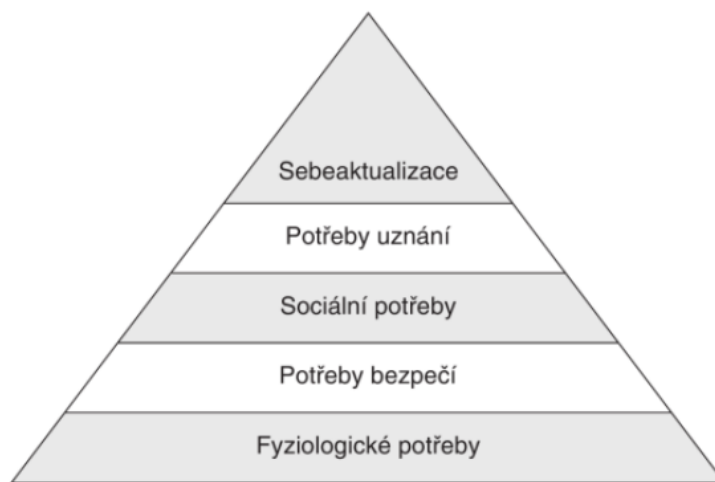 Sebeaktualizace
Potřeby uznání
Sociální potřeby
Potřeby bezpečí
Fyziologické potřeby